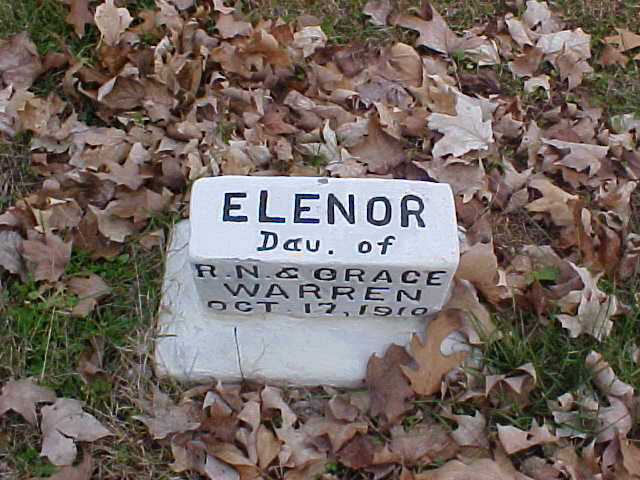 ELENOR
Dau. of
R.N. & GRACE
WARREN
OCT. 17, 1910